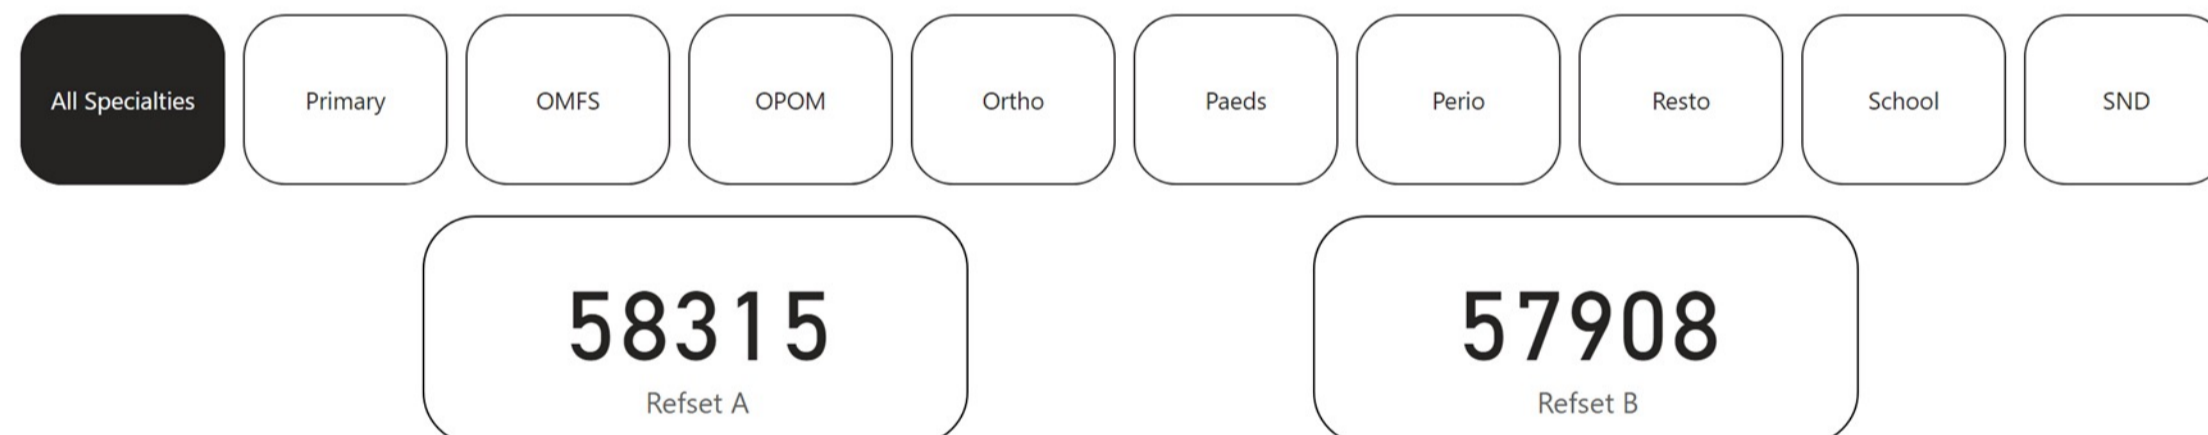 All Specialties
Primary
OMFS
OPOM
Ortho
Paeds
Perio
Resto
School
SND
58315
Refset A
57908
Refset B